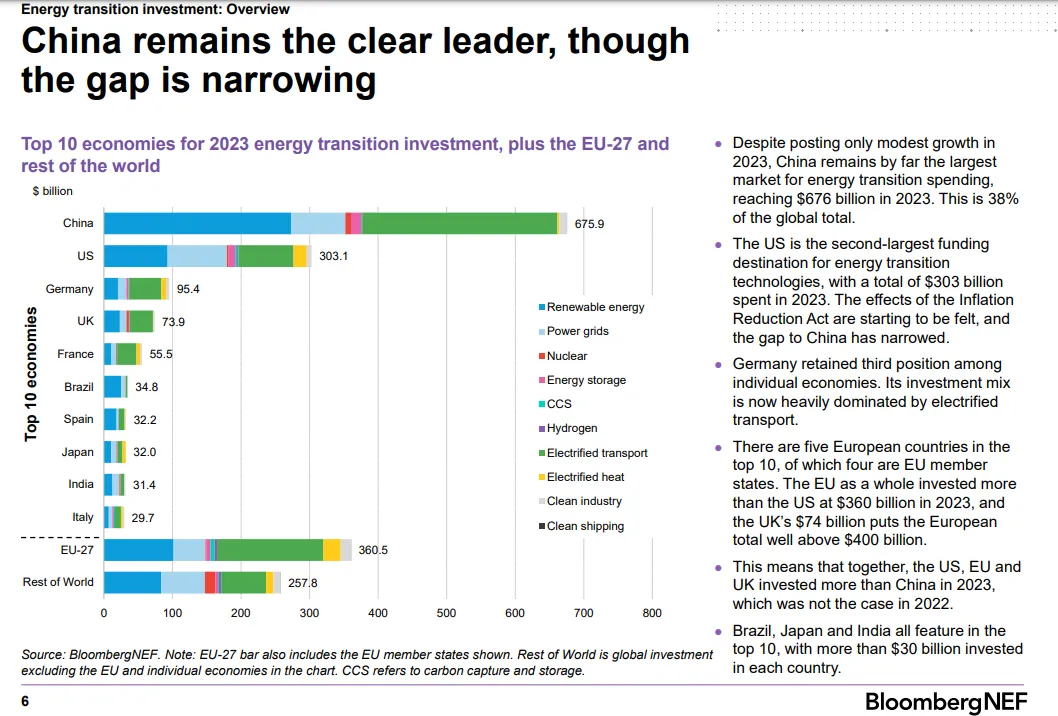 Energy transition investment: Overview
China remains the clear leader, though
the gap is narrowing
Top 10 economies for 2023 energy transition investment, plus the EU-27 and
rest of the world
$ billion
Top 10 economies
China 675.9
US 303.1
Germany 95.4
UK 73.9
France 55.5
Brazil 34.8
Spain 32.2
Japan 32.0
India 31.4
Italy 29.7
EU-27 360.5
Rest of World 257.8
0 100 200 300 400 500 600 700 800
Renewable energy
Power grids
Nuclear
Energy storage
CCS
Hydrogen
Electrified transport
Electrified heat
Clean industry
Clean shipping
Source: BloombergNEF. Note: EU-27 bar also includes the EU member states shown. Rest of World is global investment
excluding the EU and individual economies in the chart. CCS refers to carbon capture and storage.
● Despite posting only modest growth in
2023, China remains by far the largest
market for energy transition spending,
reaching $676 billion in 2023. This is 38%
of the global total.
● The US is the second-largest funding
destination for energy transition
technologies, with a total of $303 billion
spent in 2023. The effects of the Inflation
Reduction Act are starting to be felt, and
the gap to China has narrowed.
● Germany retained third position among
individual economies. Its investment mix
is now heavily dominated by electrified
transport.
● There are five European countries in the
top 10, of which four are EU member
states. The EU as a whole invested more
than the US at $360 billion in 2023, and
the UK's $74 billion puts the European
total well above $400 billion.
● This means that together, the US, EU and
UK invested more than China in 2023,
which was not the case in 2022.
● Brazil, Japan and India all feature in the
top 10, with more than $30 billion invested
in each country.
6
BloombergNEF